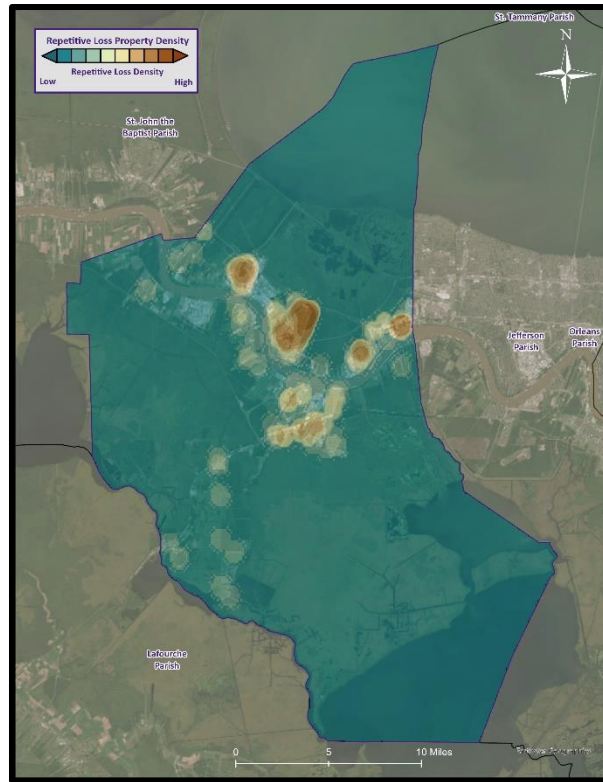 St. Tammany Parish
Repetitive Loss Property Density
Repetitive Loss Density
Low
High
N
St. John the
Baptist Parish
Jefferson
Parish
Orleans
Parish
Lafourche
Parish
0 5 10 Miles